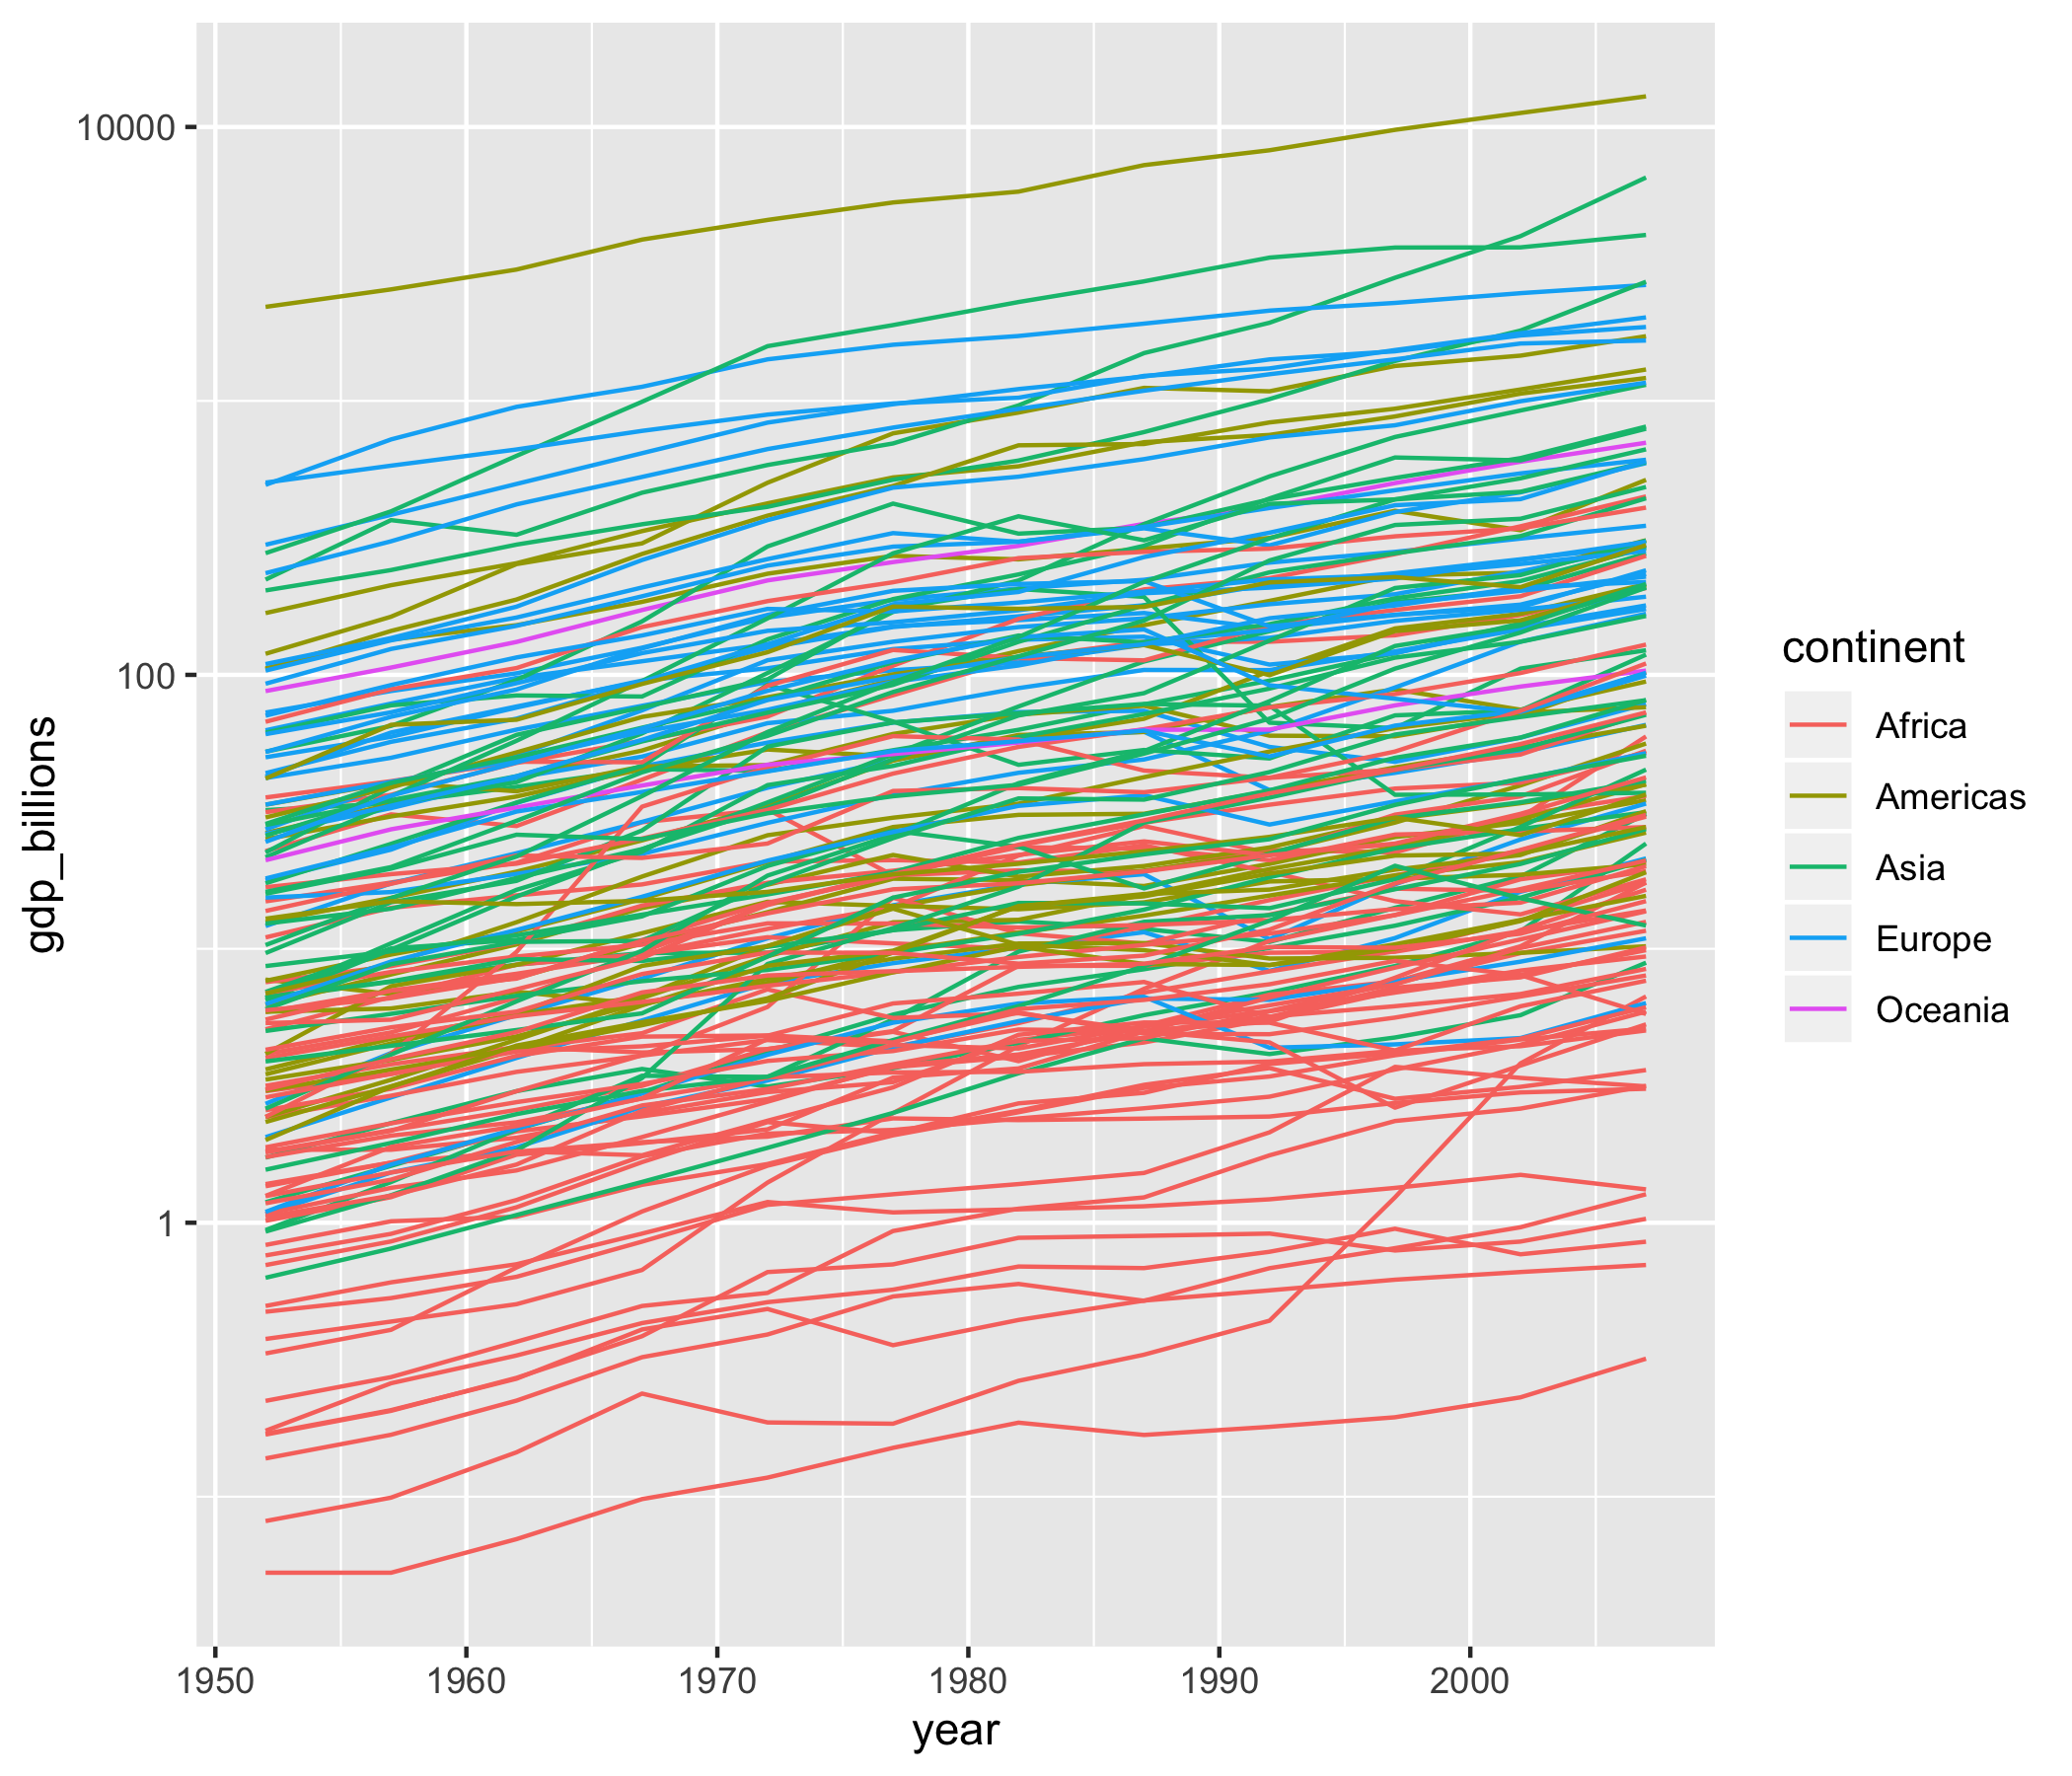 10000
100
1
gdp_billions
1950 1960 1970 1980 1990 2000
year
continent
Africa
Americas
Asia
Europe
Oceania